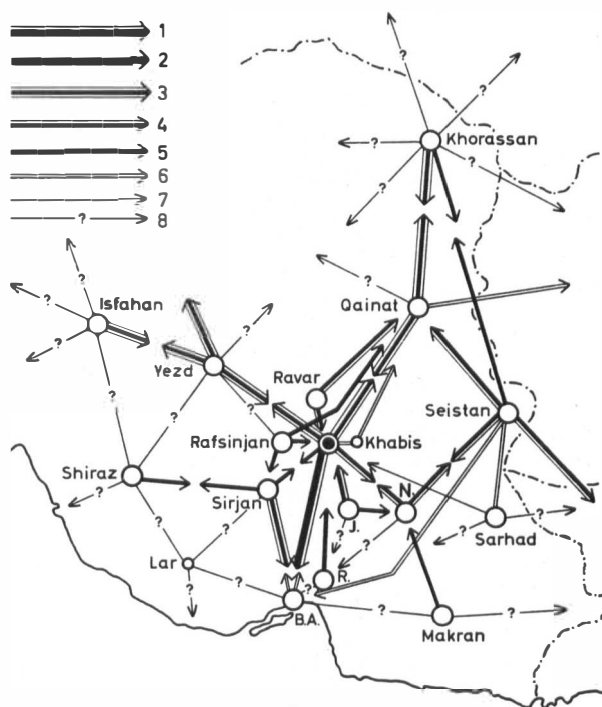 1
2
3
4
5
6
7
? 8
?
?
? Khorassan
?
?
?
?
?
? Isfahan
?
Qainat
?
?
Yezd
Ravar
?
?
Seistan
Rafsinjan
Khabis
Shiraz
?
Sirjan
N.
J.
?
?
?
Sarhad
?
?
?
Lar
?
?
R.
?
B.A.
?
?
Makran
?